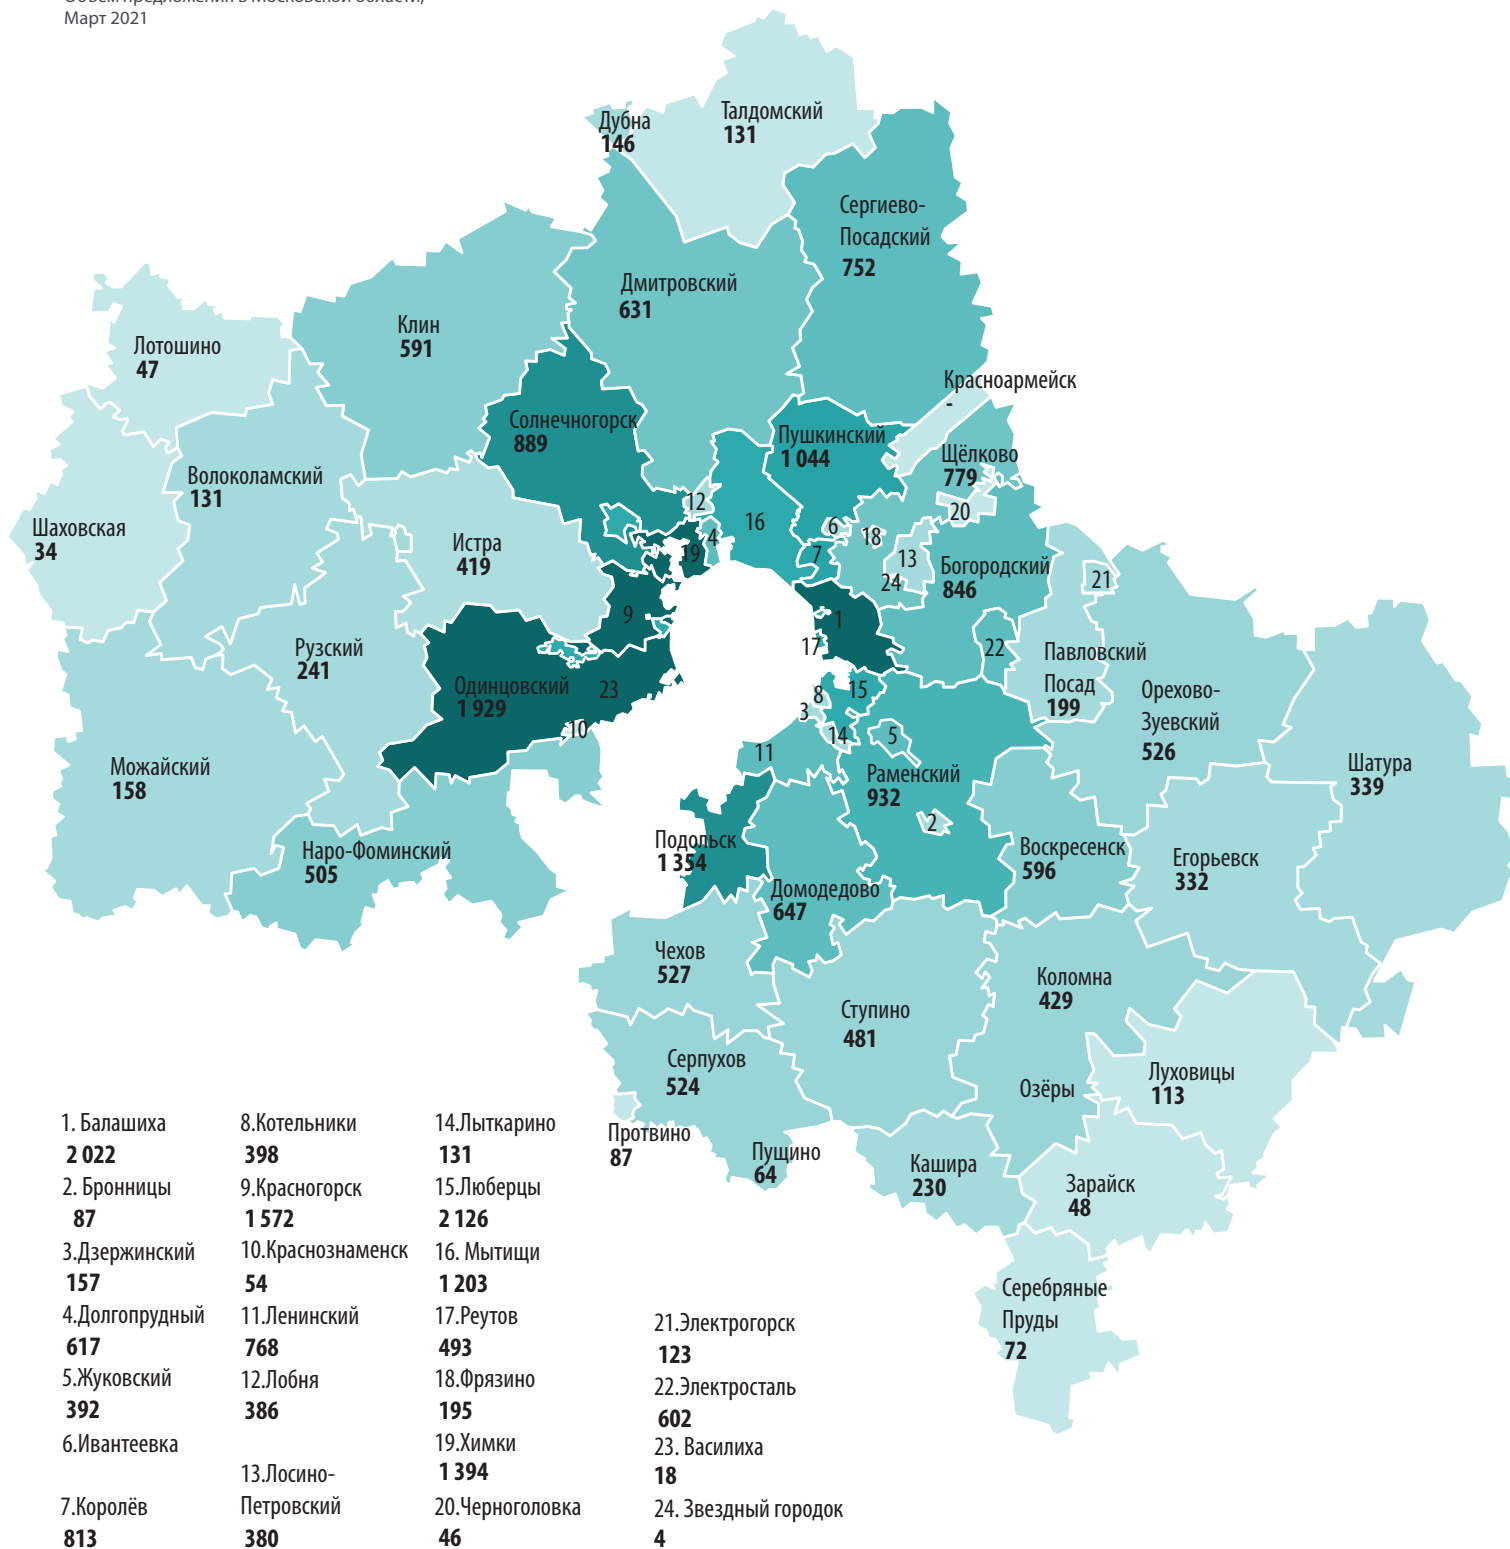 Объем предложения в Московской области,
Март 2021
Дубна
146
Талдомский
131
Сергиево-
Посадский
752
Дмитровский
631
Клин
591
Лотошино
47
Красноармейск
-
Солнечногорск
889
Пушкинский
1 044
Щёлково
779
Волоколамский
131
Шаховская
34
Истра
419
12
4
19
16
6
7
18
13
24
20
Богородский
846
21
9
1
17
22
Рузский
241
Одинцовский
1 929
23
10
Павловский
Посад
199
Орехово-
Зуевский
526
8
15
3
14
5
11
Можайский
158
Раменский
932
2
Шатура
339
Наро-Фоминский
505
Подольск
1 354
Домодедово
647
Воскресенск
596
Егорьевск
332
Чехов
527
Ступино
481
Коломна
429
Серпухов
524
Озёры
Луховицы
113
Протвино
87
Пущино
64
Кашира
230
Зарайск
48
Серебряные
Пруды
72
1. Балашиха
2 022
2. Бронницы
87
3.Дзержинский
157
4.Долгопрудный
617
5.Жуковский
392
6.Ивантеевка
7.Королёв
813
8.Котельники
398
9.Красногорск
1 572
10.Краснознаменск
54
11.Ленинский
768
12.Лобня
386
13.Лосино-
Петровский
380
14.Лыткарино
131
15.Люберцы
2 126
16. Мытищи
1 203
17.Реутов
493
18.Фрязино
195
19.Химки
1 394
20.Черноголовка
46
21.Электрогорск
123
22.Электросталь
602
23. Василиха
18
24. Звездный городок
4